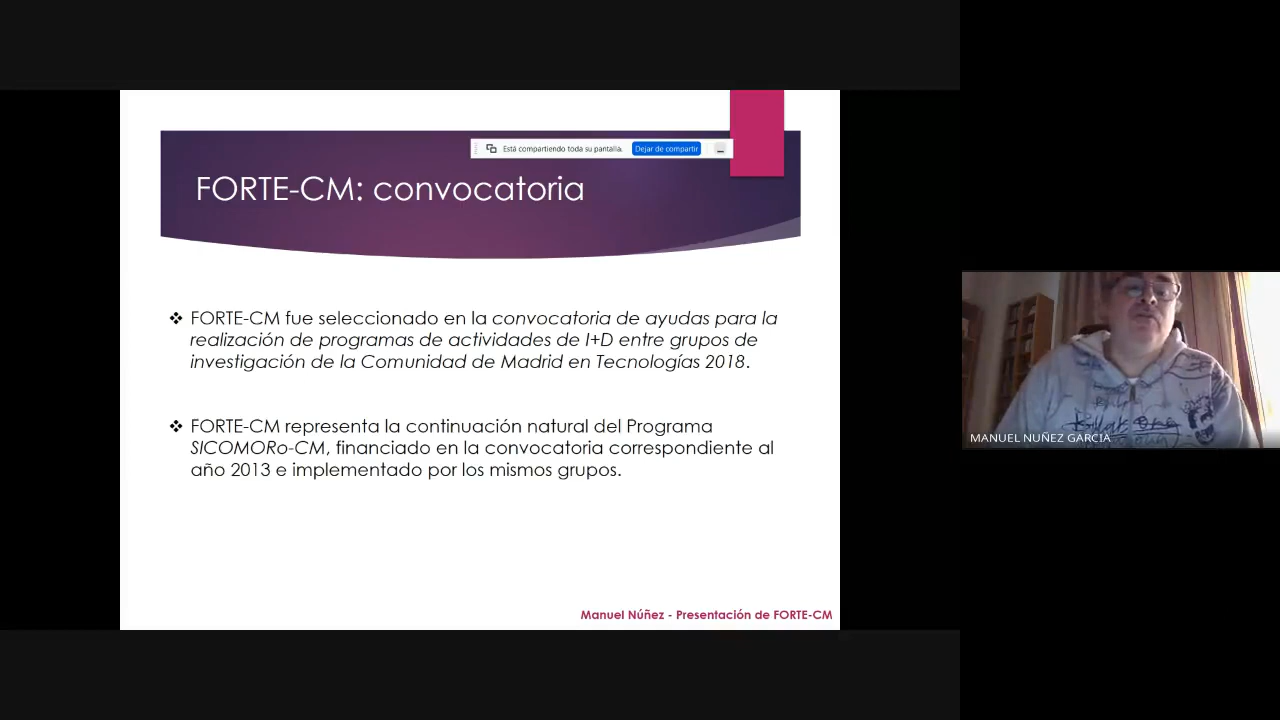 Está compartiendo toda su pantalla.
Dejar de compartir
FORTE-CM: convocatoria
❖ FORTE-CM fue seleccionado en la convocatoria de ayudas para la
realización de programas de actividades de I+D entre grupos de
investigación de la Comunidad de Madrid en Tecnologías 2018.
❖ FORTE-CM representa la continuación natural del Programa
SICOMORo-CM, financiado en la convocatoria correspondiente al
año 2013 e implementado por los mismos grupos.
Manuel Núñez - Presentación de FORTE-CM
MANUEL NUÑEZ GARCIA